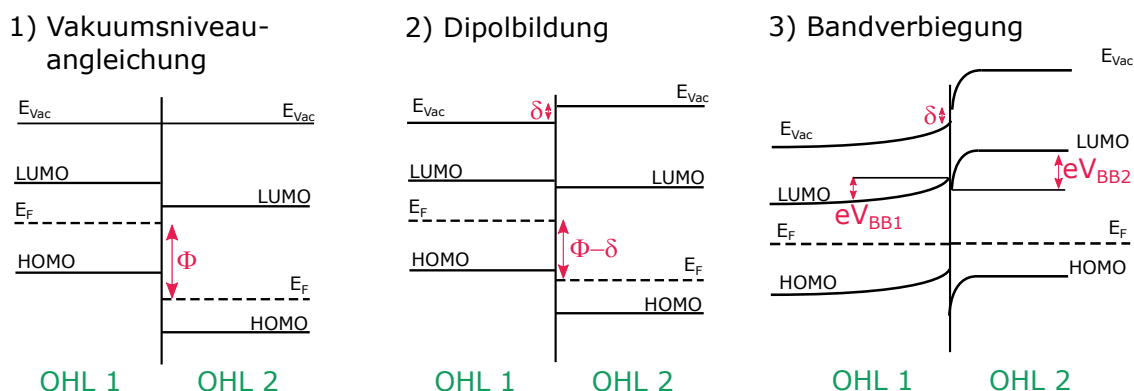 1) Vakuumsniveau-
angleichung
E_Vac
E_Vac
LUMO
LUMO
E_F
Φ
HOMO
E_F
HOMO
OHL 1
OHL 2
2) Dipolbildung
E_Vac
δ
E_Vac
LUMO
LUMO
E_F
Φ−δ
HOMO
E_F
HOMO
OHL 1
OHL 2
3) Bandverbiegung
E_Vac
δ
E_Vac
LUMO
eV_BB2
LUMO
eV_BB1
E_F
E_F
HOMO
HOMO
OHL 1
OHL 2